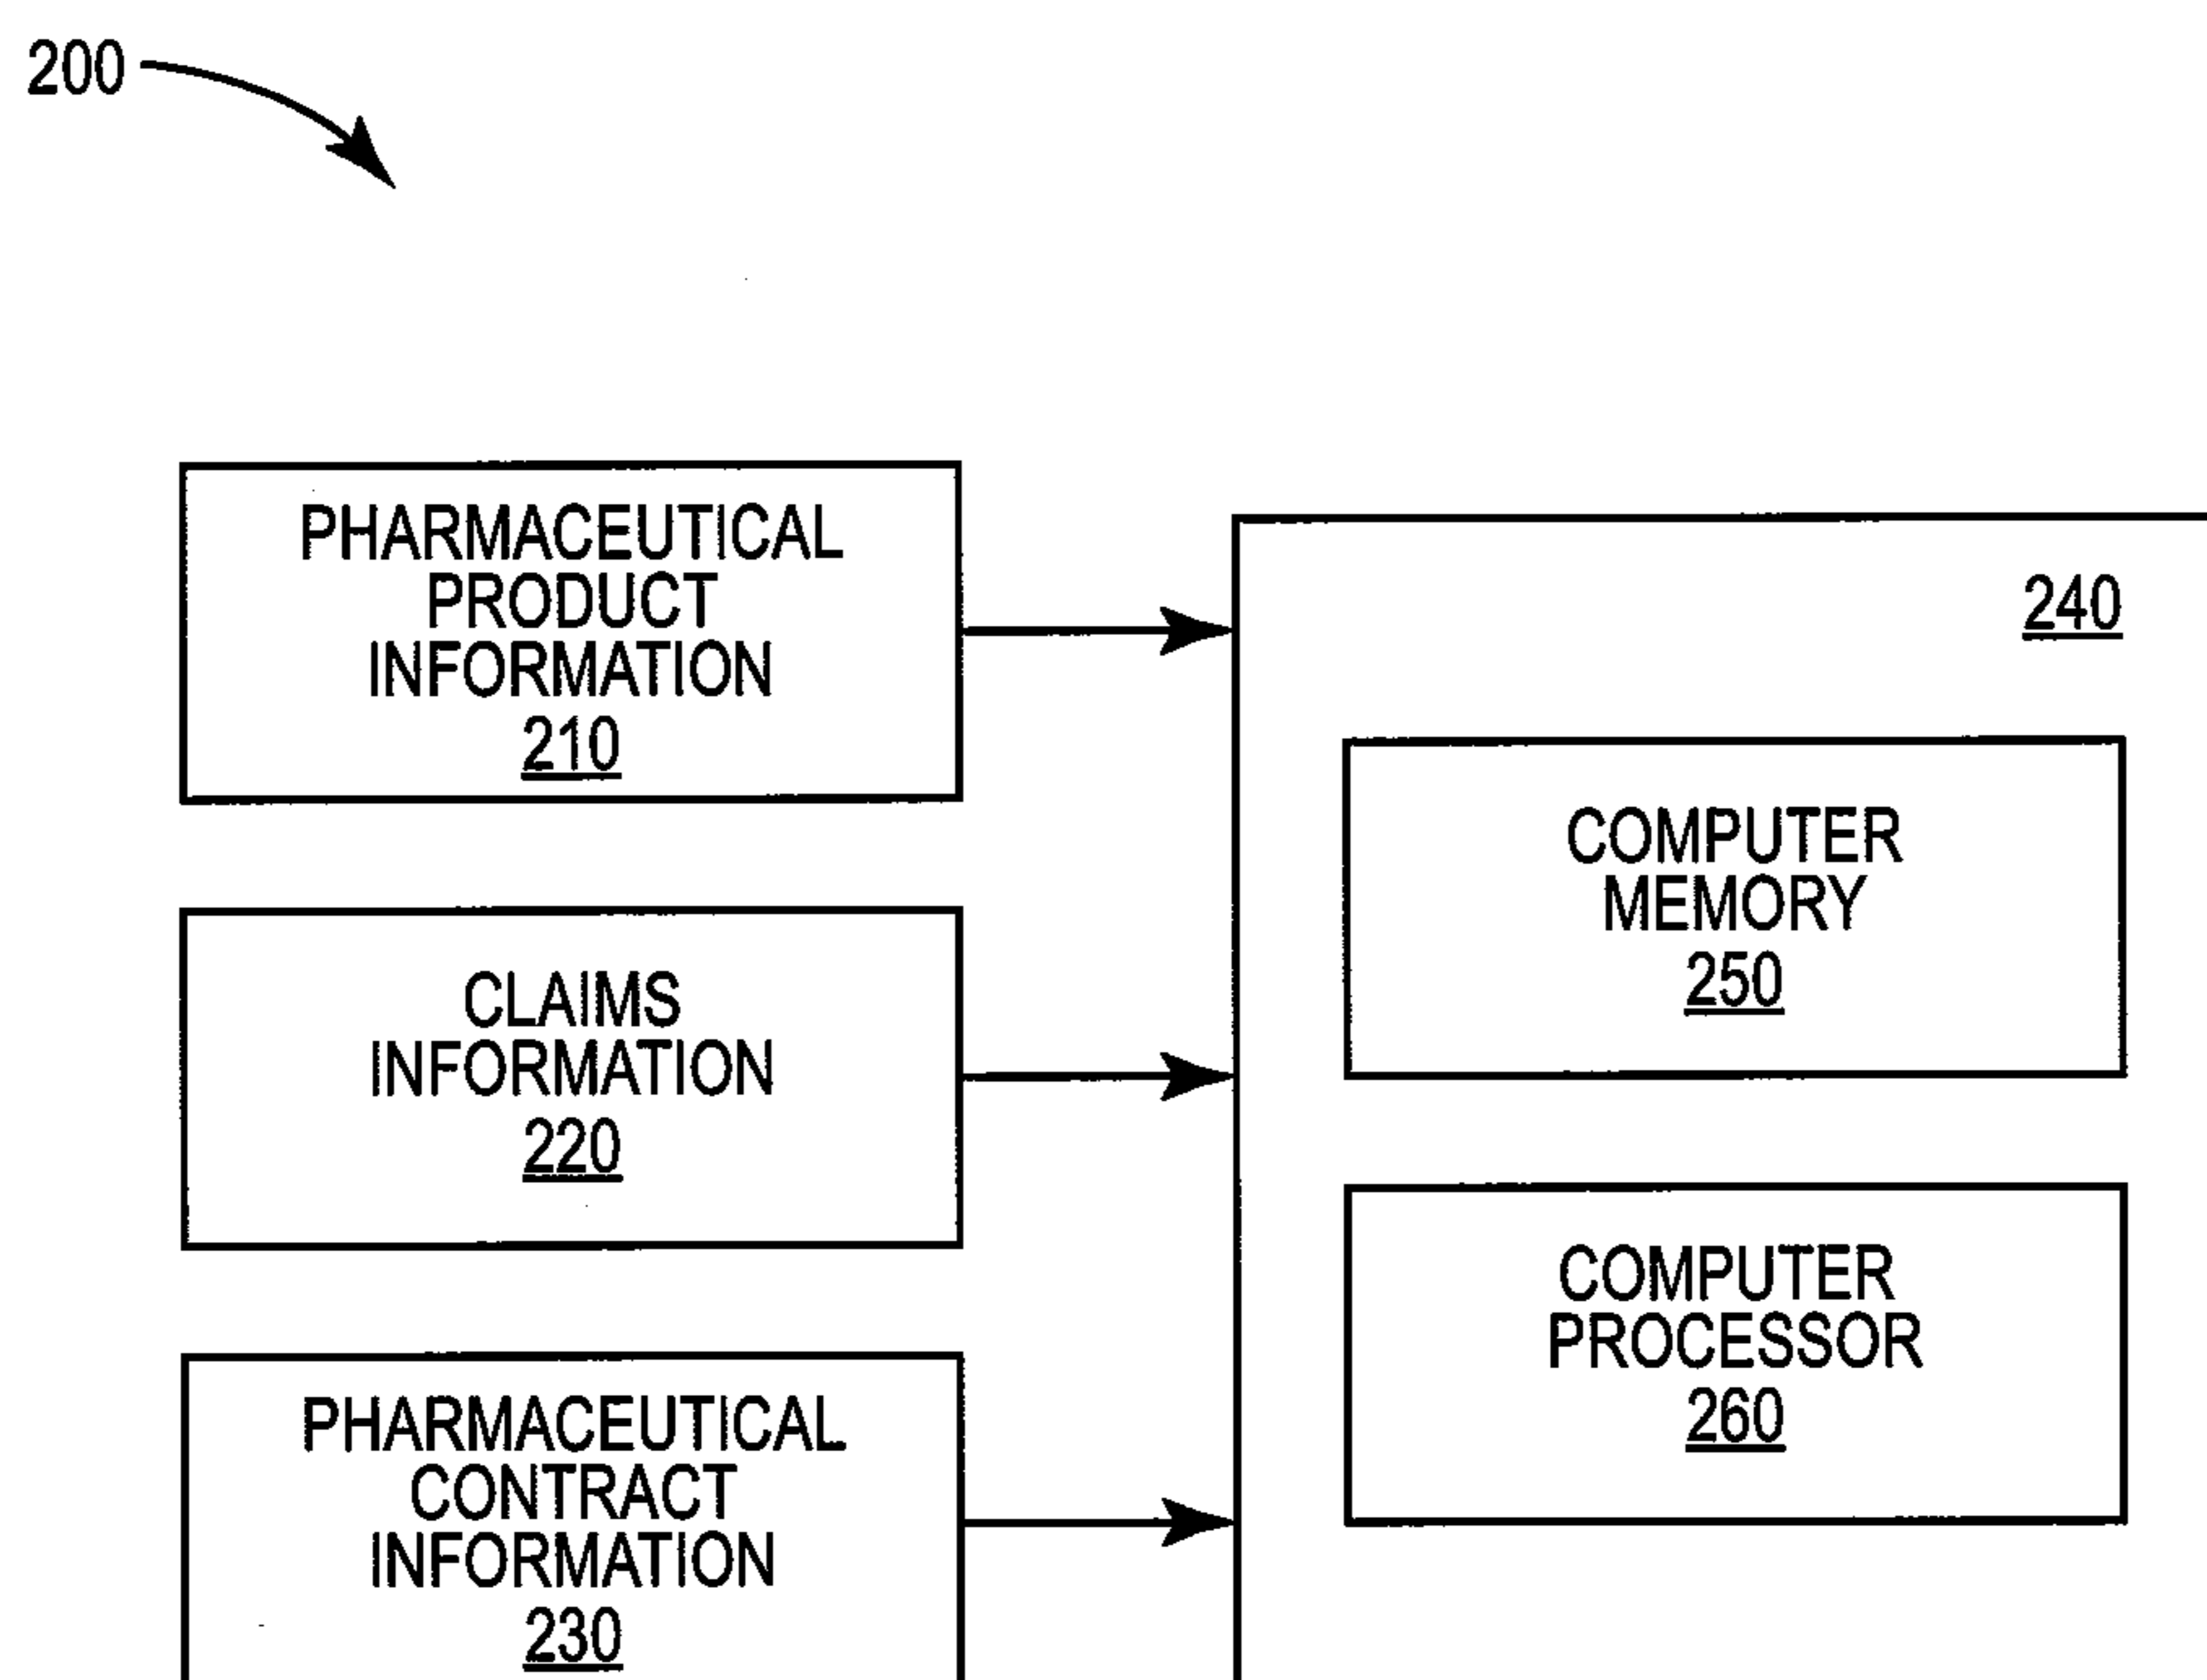 200
PHARMACEUTICAL
PRODUCT
INFORMATION
210
CLAIMS
INFORMATION
220
PHARMACEUTICAL
CONTRACT
INFORMATION
230
240
COMPUTER
MEMORY
250
COMPUTER
PROCESSOR
260